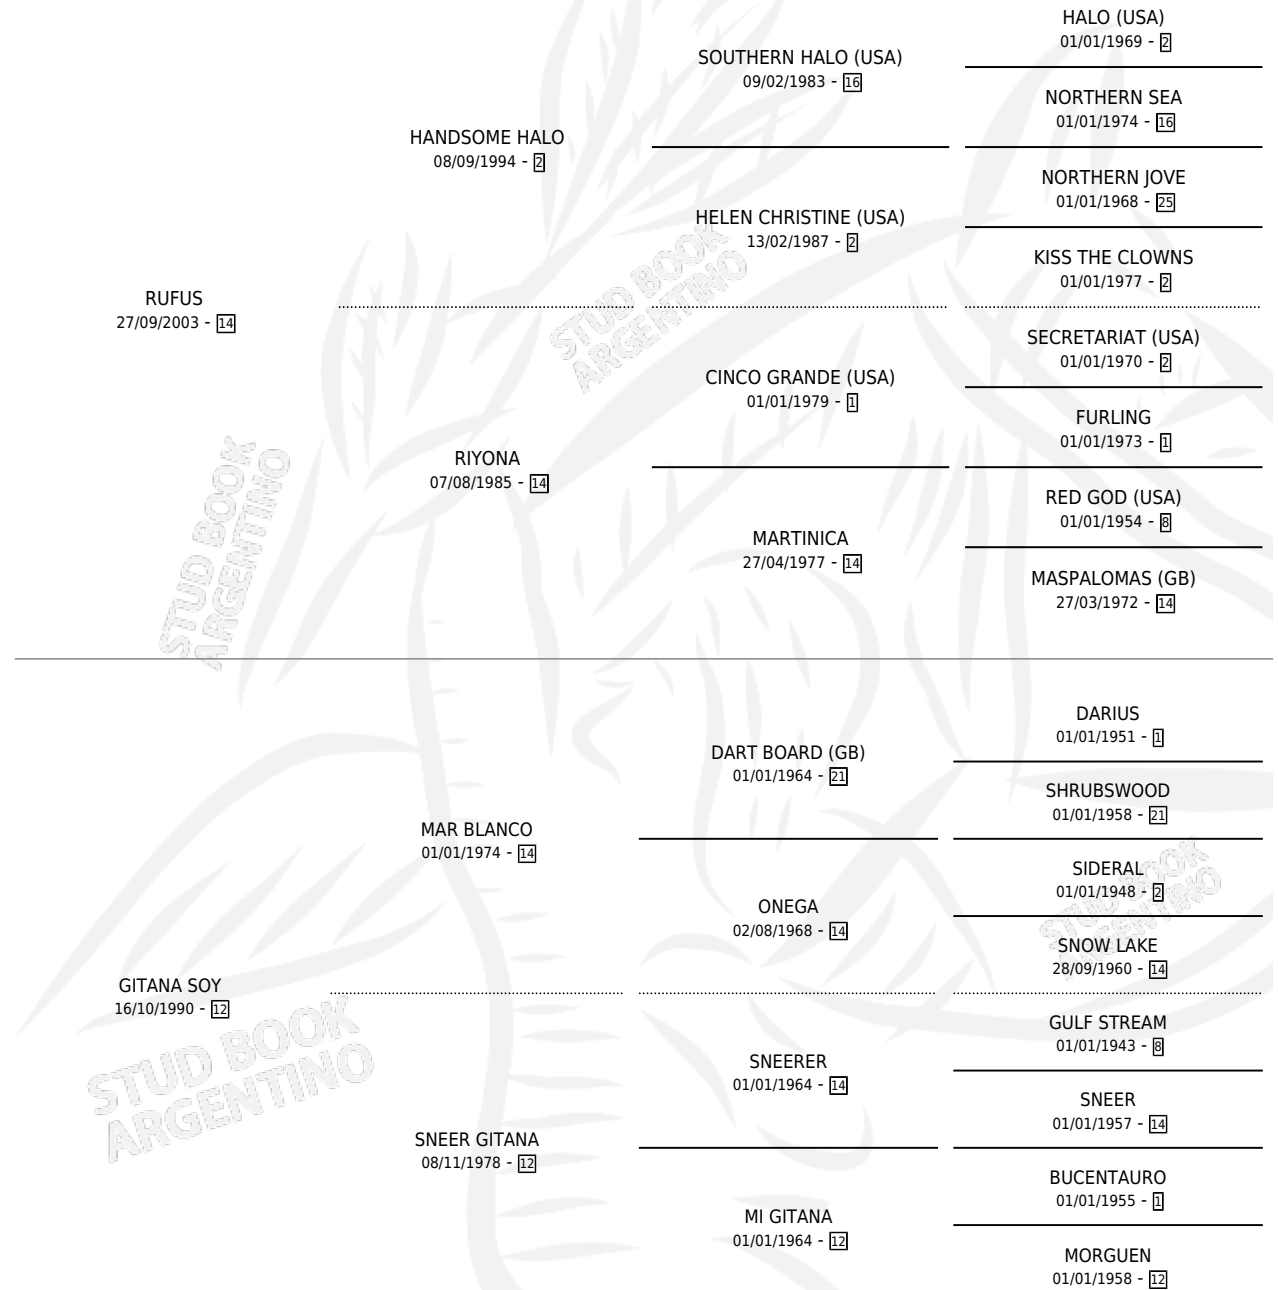 HALO (USA)
01/01/1969 - 2
SOUTHERN HALO (USA)
09/02/1983 - 16
NORTHERN SEA
01/01/1974 - 16
HANDSOME HALO
08/09/1994 - 2
NORTHERN JOVE
01/01/1968 - 25
HELEN CHRISTINE (USA)
13/02/1987 - 2
KISS THE CLOWNS
01/01/1977 - 2
RUFUS
27/09/2003 - 14
SECRETARIAT (USA)
01/01/1970 - 2
CINCO GRANDE (USA)
01/01/1979 - 1
FURLING
01/01/1973 - 1
RIYONA
07/08/1985 - 14
RED GOD (USA)
01/01/1954 - 8
MARTINICA
27/04/1977 - 14
MASPALOMAS (GB)
27/03/1972 - 14
DARIUS
01/01/1951 - 1
DART BOARD (GB)
01/01/1964 - 21
SHRUBSWOOD
01/01/1958 - 21
MAR BLANCO
01/01/1974 - 14
SIDERAL
01/01/1948 - 2
ONEGA
02/08/1968 - 14
SNOW LAKE
28/09/1960 - 14
GITANA SOY
16/10/1990 - 12
GULF STREAM
01/01/1943 - 8
SNEERER
01/01/1964 - 14
SNEER
01/01/1957 - 14
SNEER GITANA
08/11/1978 - 12
BUCENTAURO
01/01/1955 - 1
MI GITANA
01/01/1964 - 12
MORGUEN
01/01/1958 - 12
STUD BOOK
ARGENTINO
STUD BOOK
ARGENTINO
STUD BOOK
ARGENTINO
STUD BOOK
ARGENTINO